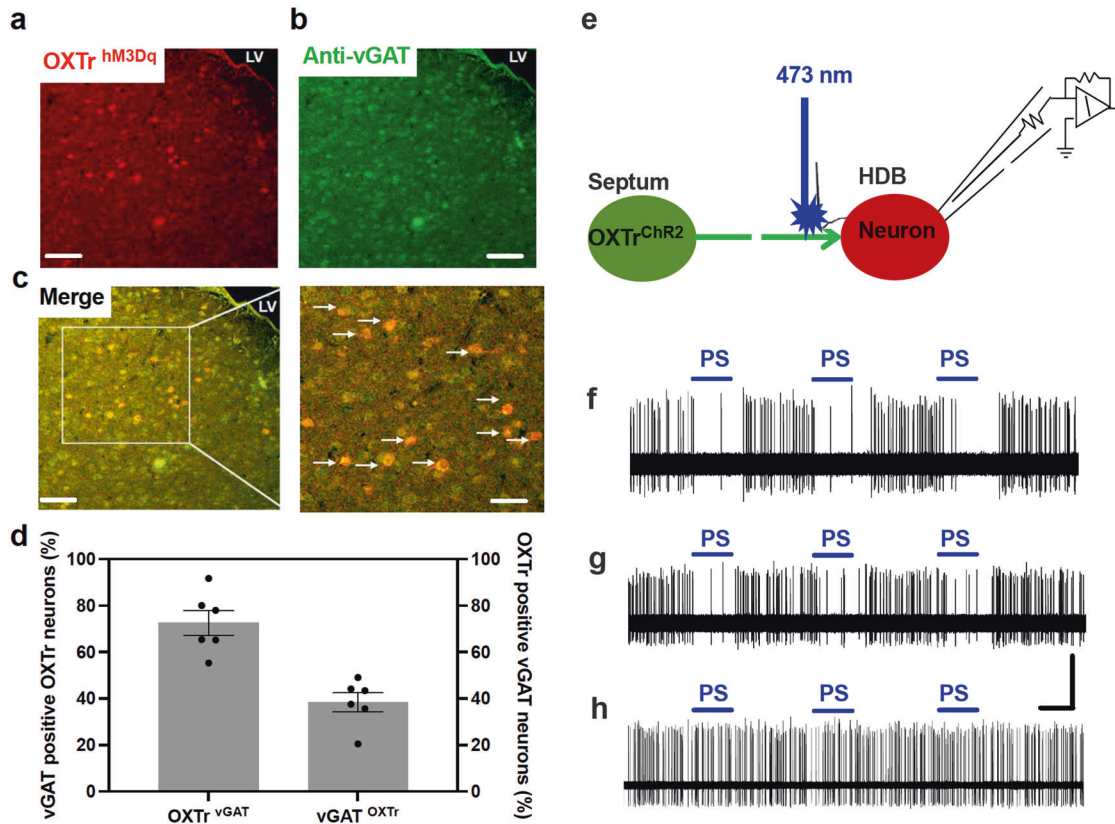 a
OXTr hM3Dq
LV
b
Anti-vGAT
LV
c
Merge
LV
d
vGAT positive OXTr neurons (%)
100
80
60
40
20
0
OXTr vGAT
vGAT OXTr
100
80
60
40
20
0
OXTr positive vGAT neurons (%)
e
473 nm
Septum
OXTrChR2
HDB
Neuron
f
PS PS PS
g
PS PS PS
h
PS PS PS